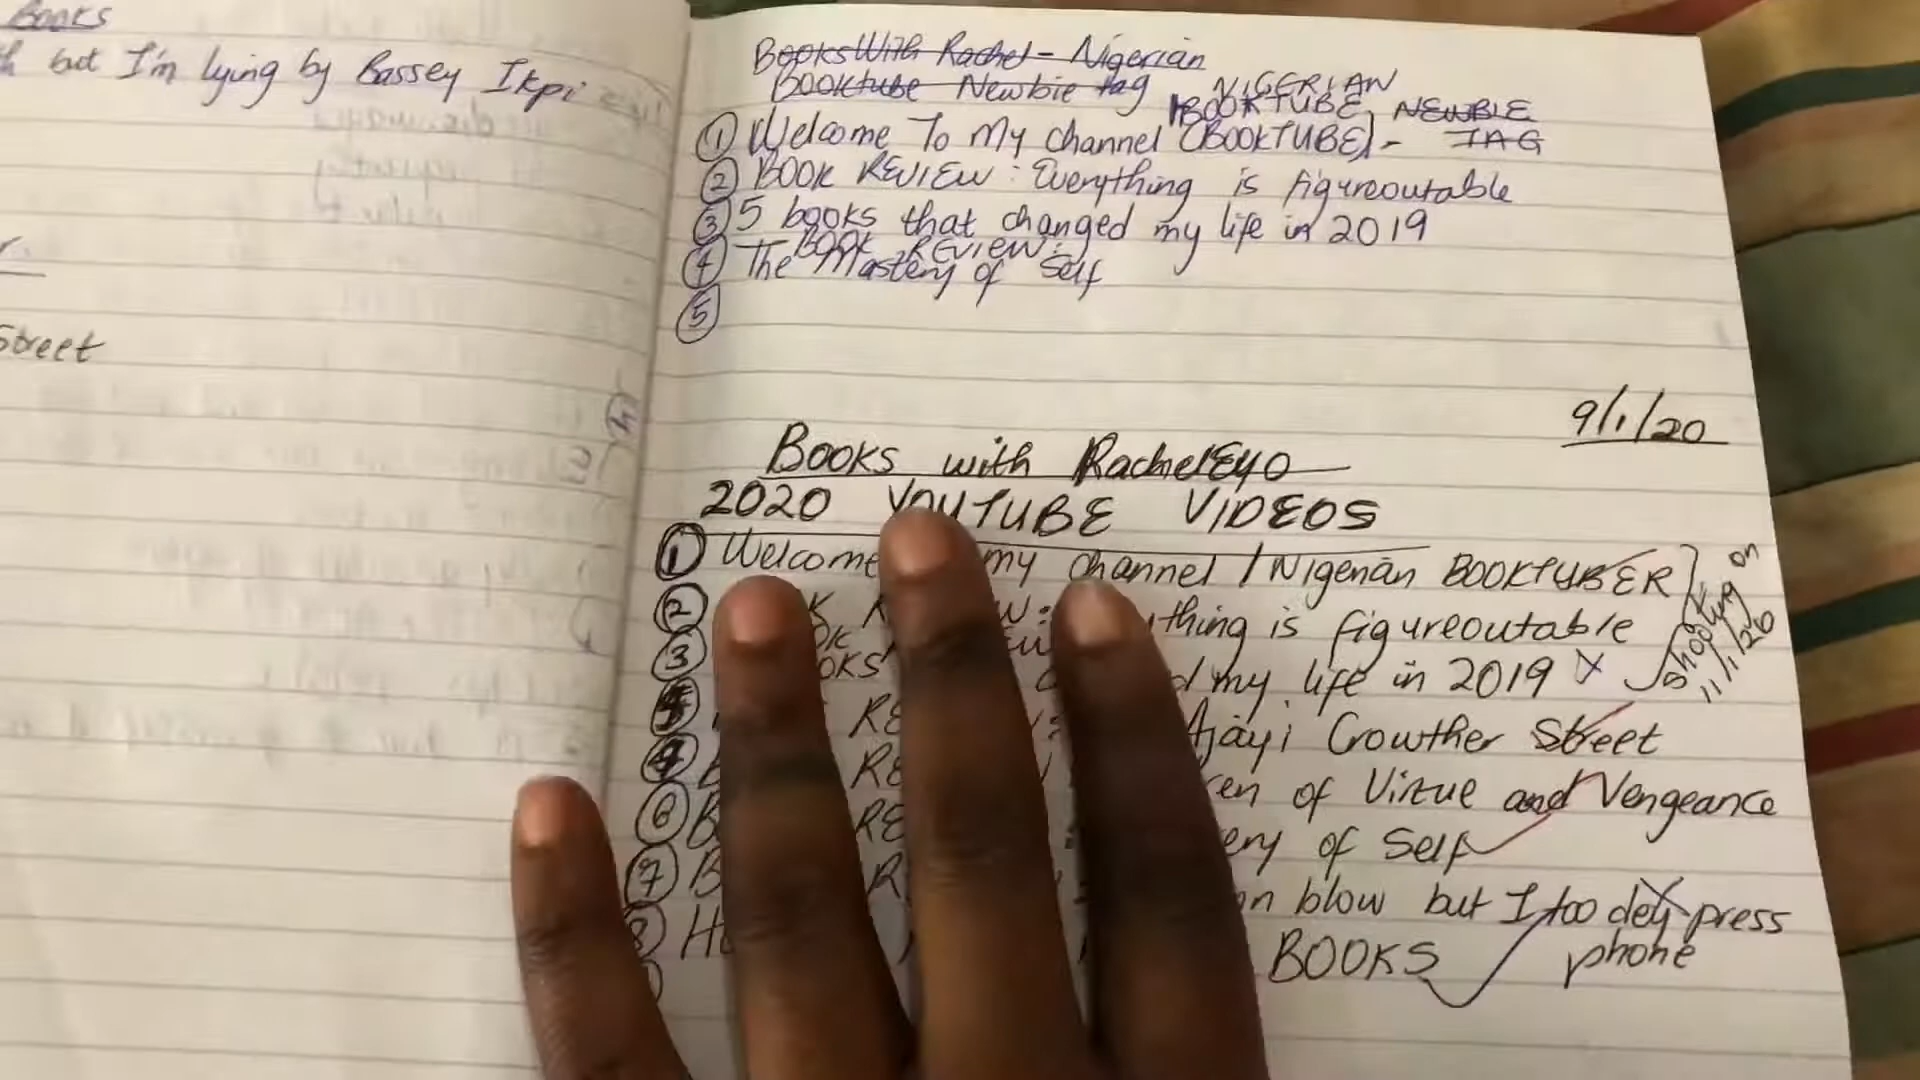 Books
but I'm lying by Bassey Ikpi
Street
BooksWith Rachel - Nigerian
Booktube Newbie tag
NIGERIAN
BOOKTUBE NEWBIE
① Welcome To My channel (BOOKTUBE) - TAG
② BOOK REVIEW: Everything is figureoutable
③ 5 books that changed my life in 2019
BOOK REVIEW:
④ The Mastery of Self
⑤
9/1/20
Books with RachelEyo
2020 YOUTUBE VIDEOS
① Welcome my channel / Nigerian BOOKTUBER
② thing is figureoutable
③ my life in 2019 X
shooting on
11/1/20
Ajayi Crowther Street
of Virtue and Vengeance
⑥ of Self
⑦ blow but I too dey press
phone
8 BOOKS